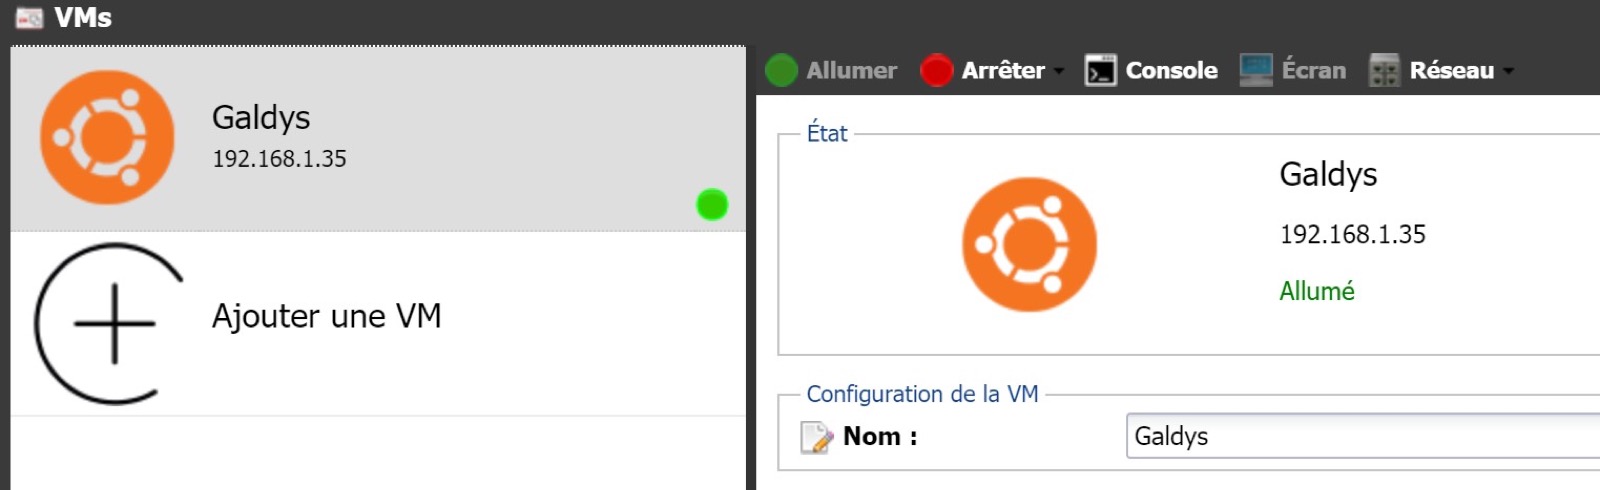 VMs
Galdys
192.168.1.35
Ajouter une VM
Allumer Arrêter Console Écran Réseau
État
Galdys
192.168.1.35
Allumé
Configuration de la VM
Nom : Galdys